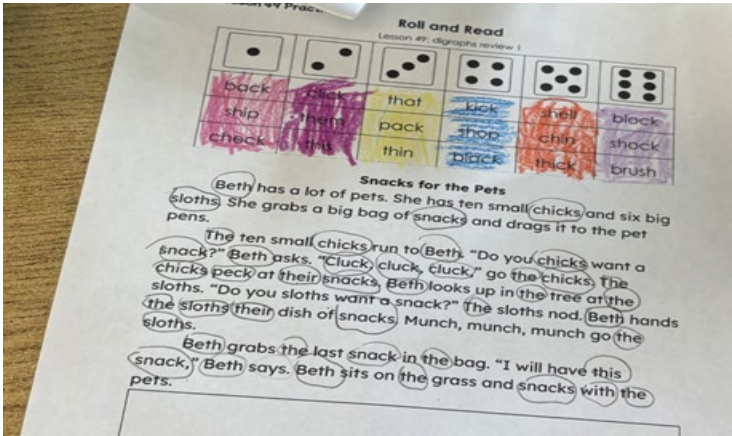 Lesson 49 Pract
Roll and Read
Lesson 49: digraphs review 1
back click that kick shell block
ship them pack shop chin shock
check this thin black thick brush
Snacks for the Pets
Beth has a lot of pets. She has ten small chicks and six big
sloths. She grabs a big bag of snacks and drags it to the pet
pens.
The ten small chicks run to Beth. "Do you chicks want a
snack?" Beth asks. "Cluck, cluck, cluck," go the chicks. The
chicks peck at their snacks. Beth looks up in the tree at the
sloths. "Do you sloths want a snack?" The sloths nod. Beth hands
the sloths their dish of snacks. Munch, munch, munch go the
sloths.
Beth grabs the last snack in the bag. "I will have this
snack," Beth says. Beth sits on the grass and snacks with the
pets.